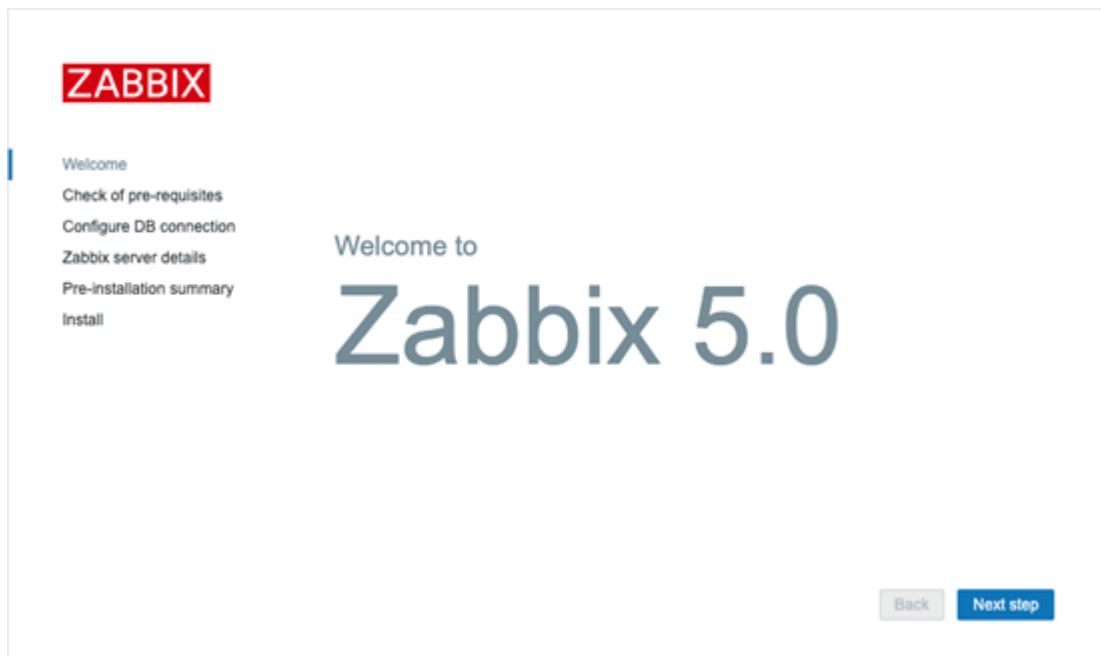 ZABBIX
Welcome
Check of pre-requisites
Configure DB connection
Zabbix server details
Pre-installation summary
Install
Welcome to
Zabbix 5.0
Back
Next step